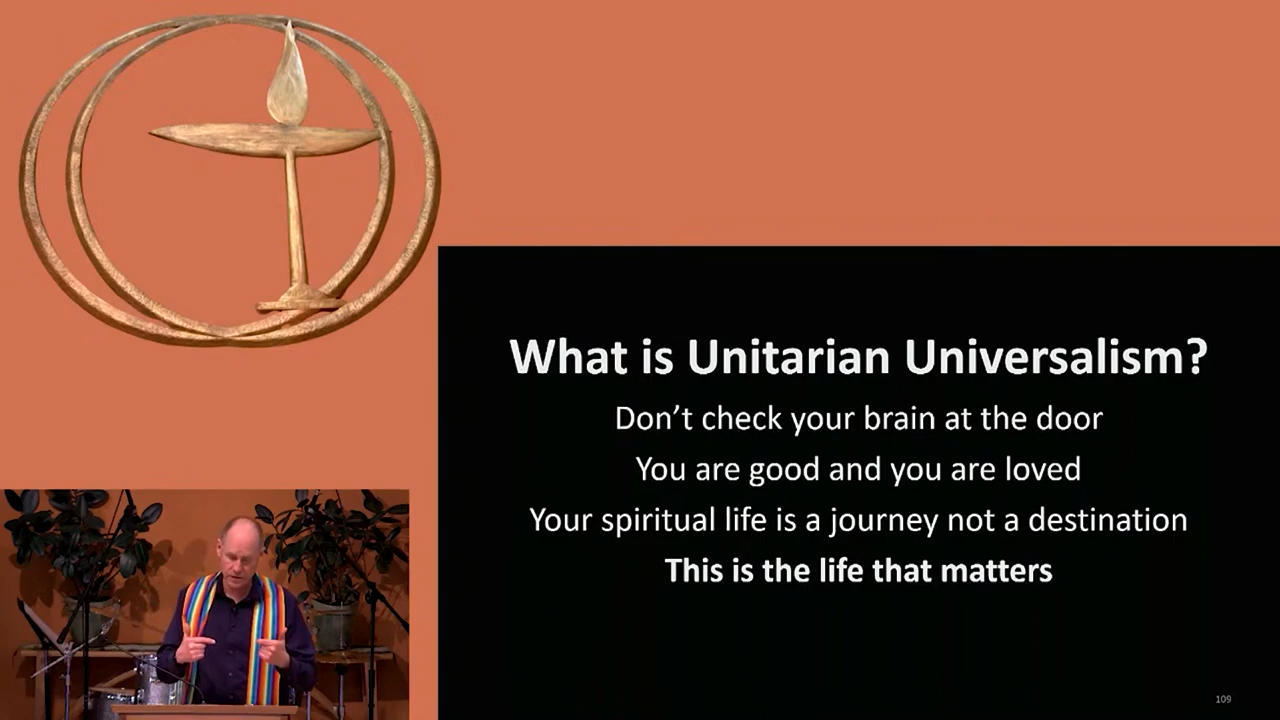 What is Unitarian Universalism?
Don’t check your brain at the door
You are good and you are loved
Your spiritual life is a journey not a destination
This is the life that matters
109